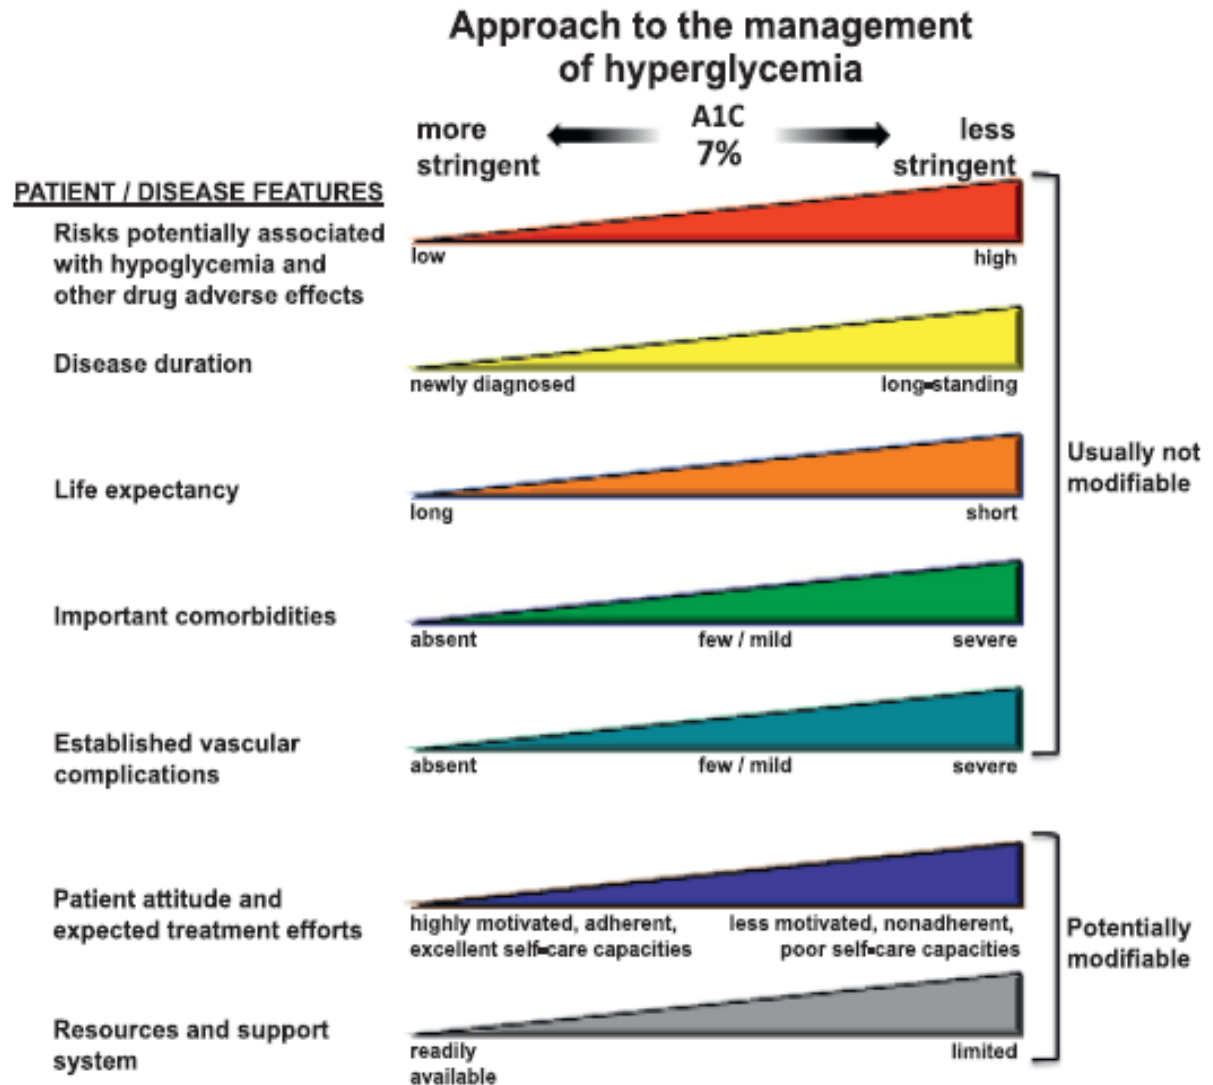 Approach to the management
of hyperglycemia
more
stringent
A1C
7%
less
stringent
PATIENT / DISEASE FEATURES
Risks potentially associated
with hypoglycemia and
other drug adverse effects
low
high
Disease duration
newly diagnosed
long-standing
Life expectancy
long
short
Usually not
modifiable
Important comorbidities
absent
few / mild
severe
Established vascular
complications
absent
few / mild
severe
Patient attitude and
expected treatment efforts
highly motivated, adherent,
excellent self-care capacities
less motivated, nonadherent,
poor self-care capacities
Potentially
modifiable
Resources and support
system
readily
available
limited